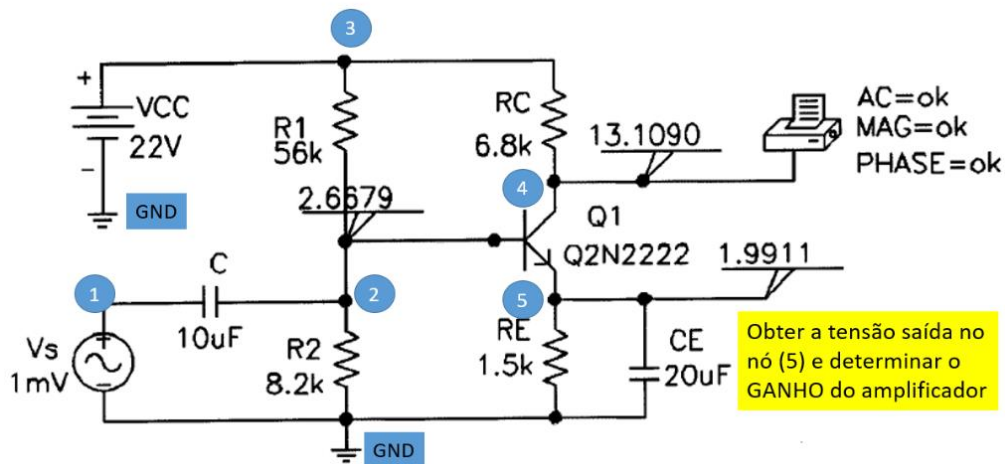 3
+
VCC
22V
-
GND
R1
56k
RC
6.8k
13.1090
AC=ok
MAG=ok
PHASE=ok
2.6679
4
Q1
Q2N2222
1.9911
1
C
10uF
2
5
Vs
1mV
+
-
R2
8.2k
RE
1.5k
CE
20uF
Obter a tensão saída no
nó (5) e determinar o
GANHO do amplificador
GND